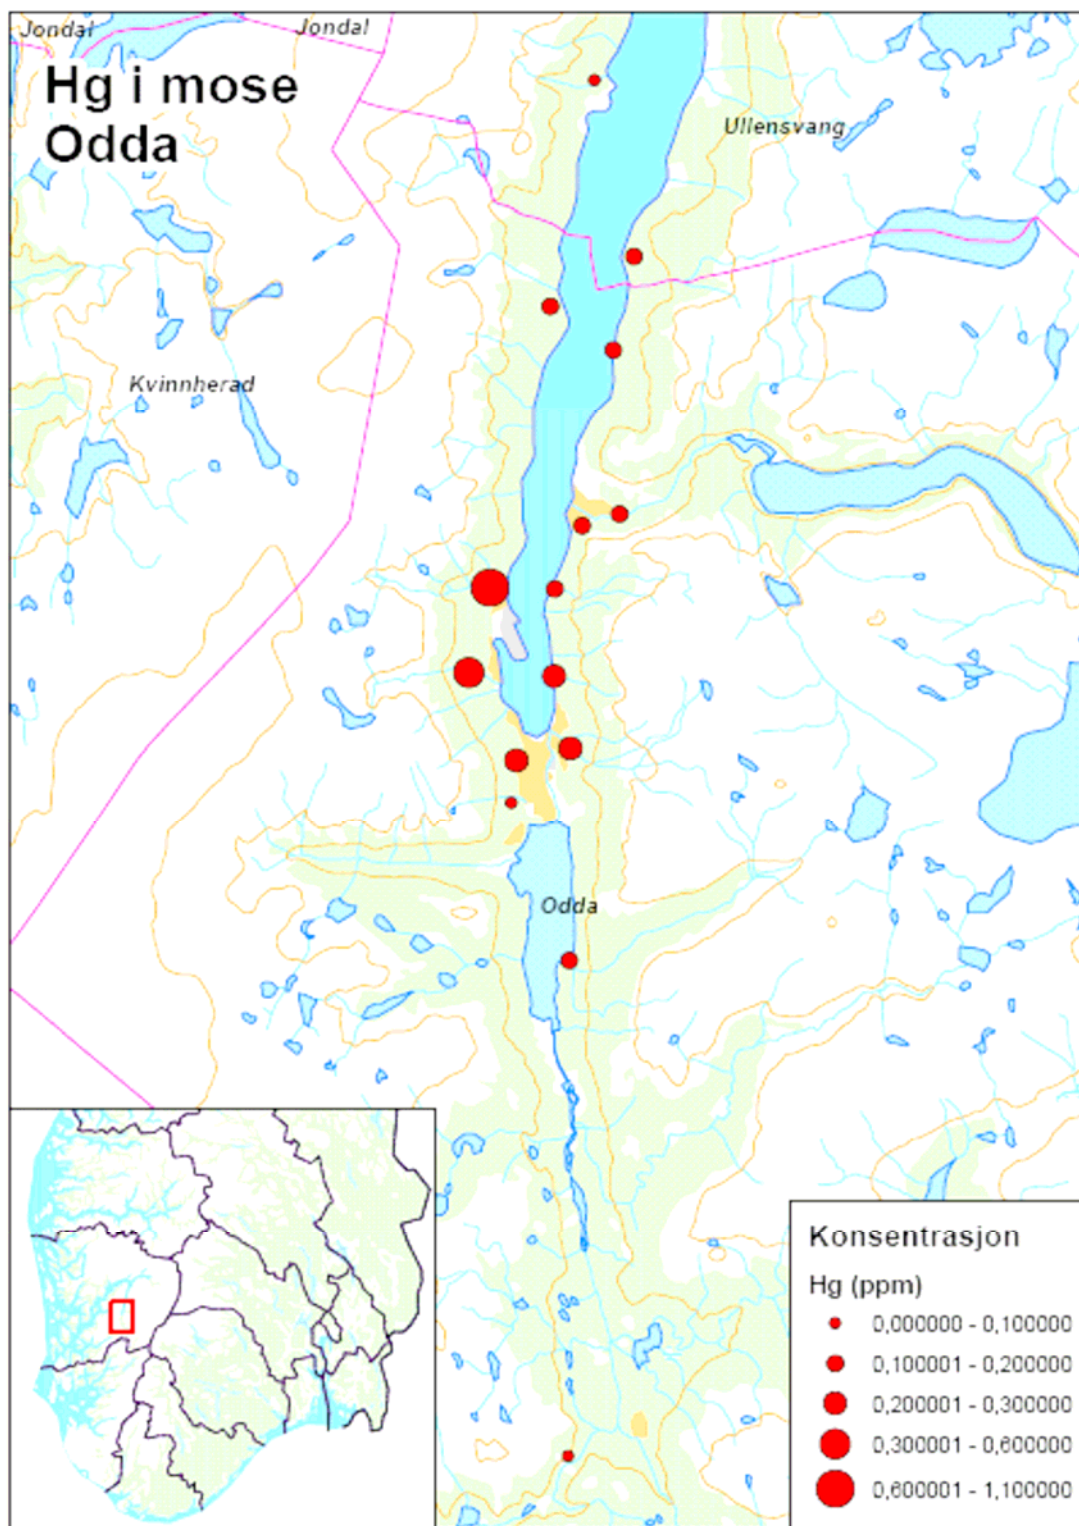 Jondal
Jondal
Hg i mose
Odda
Ullensvang
Kvinnherad
Odda
Konsentrasjon
Hg (ppm)
0,000000 - 0,100000
0,100001 - 0,200000
0,200001 - 0,300000
0,300001 - 0,600000
0,600001 - 1,100000